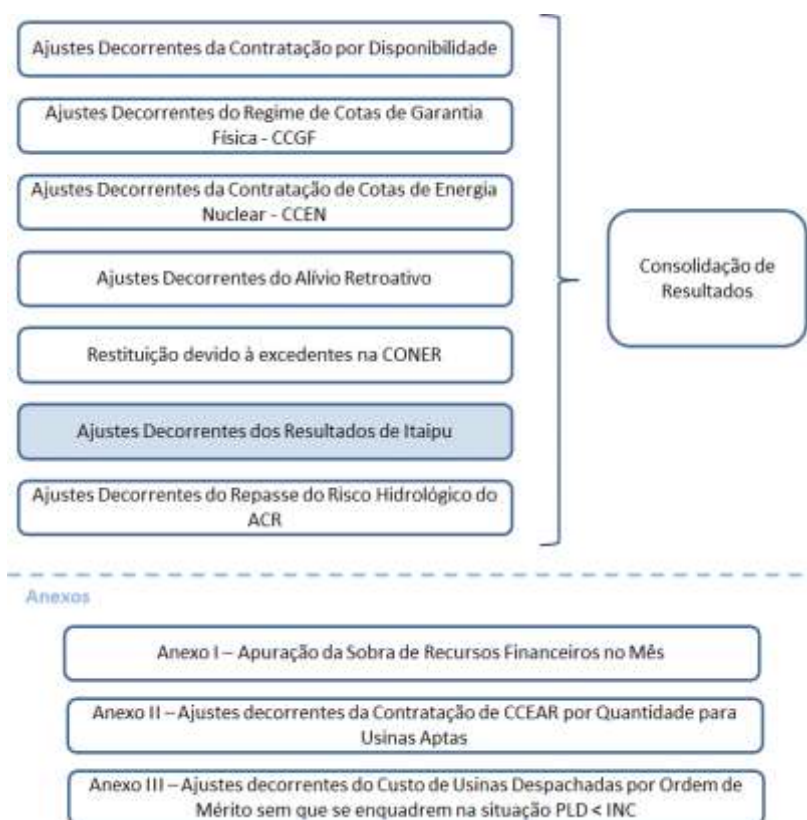 Ajustes Decorrentes da Contratação por Disponibilidade
Ajustes Decorrentes do Regime de Cotas de Garantia
Física - CCGF
Ajustes Decorrentes da Contratação de Cotas de Energia
Nuclear - CCEN
Ajustes Decorrentes do Alívio Retroativo
Restituição devido à excedentes na CONER
Ajustes Decorrentes dos Resultados de Itaipu
Ajustes Decorrentes do Repasse do Risco Hidrológico do
ACR
Consolidação de
Resultados
Anexos
Anexo I – Apuração da Sobra de Recursos Financeiros no Mês
Anexo II – Ajustes decorrentes da Contratação de CCEAR por Quantidade para
Usinas Aptas
Anexo III – Ajustes decorrentes do Custo de Usinas Despachadas por Ordem de
Mérito sem que se enquadrem na situação PLD < INC